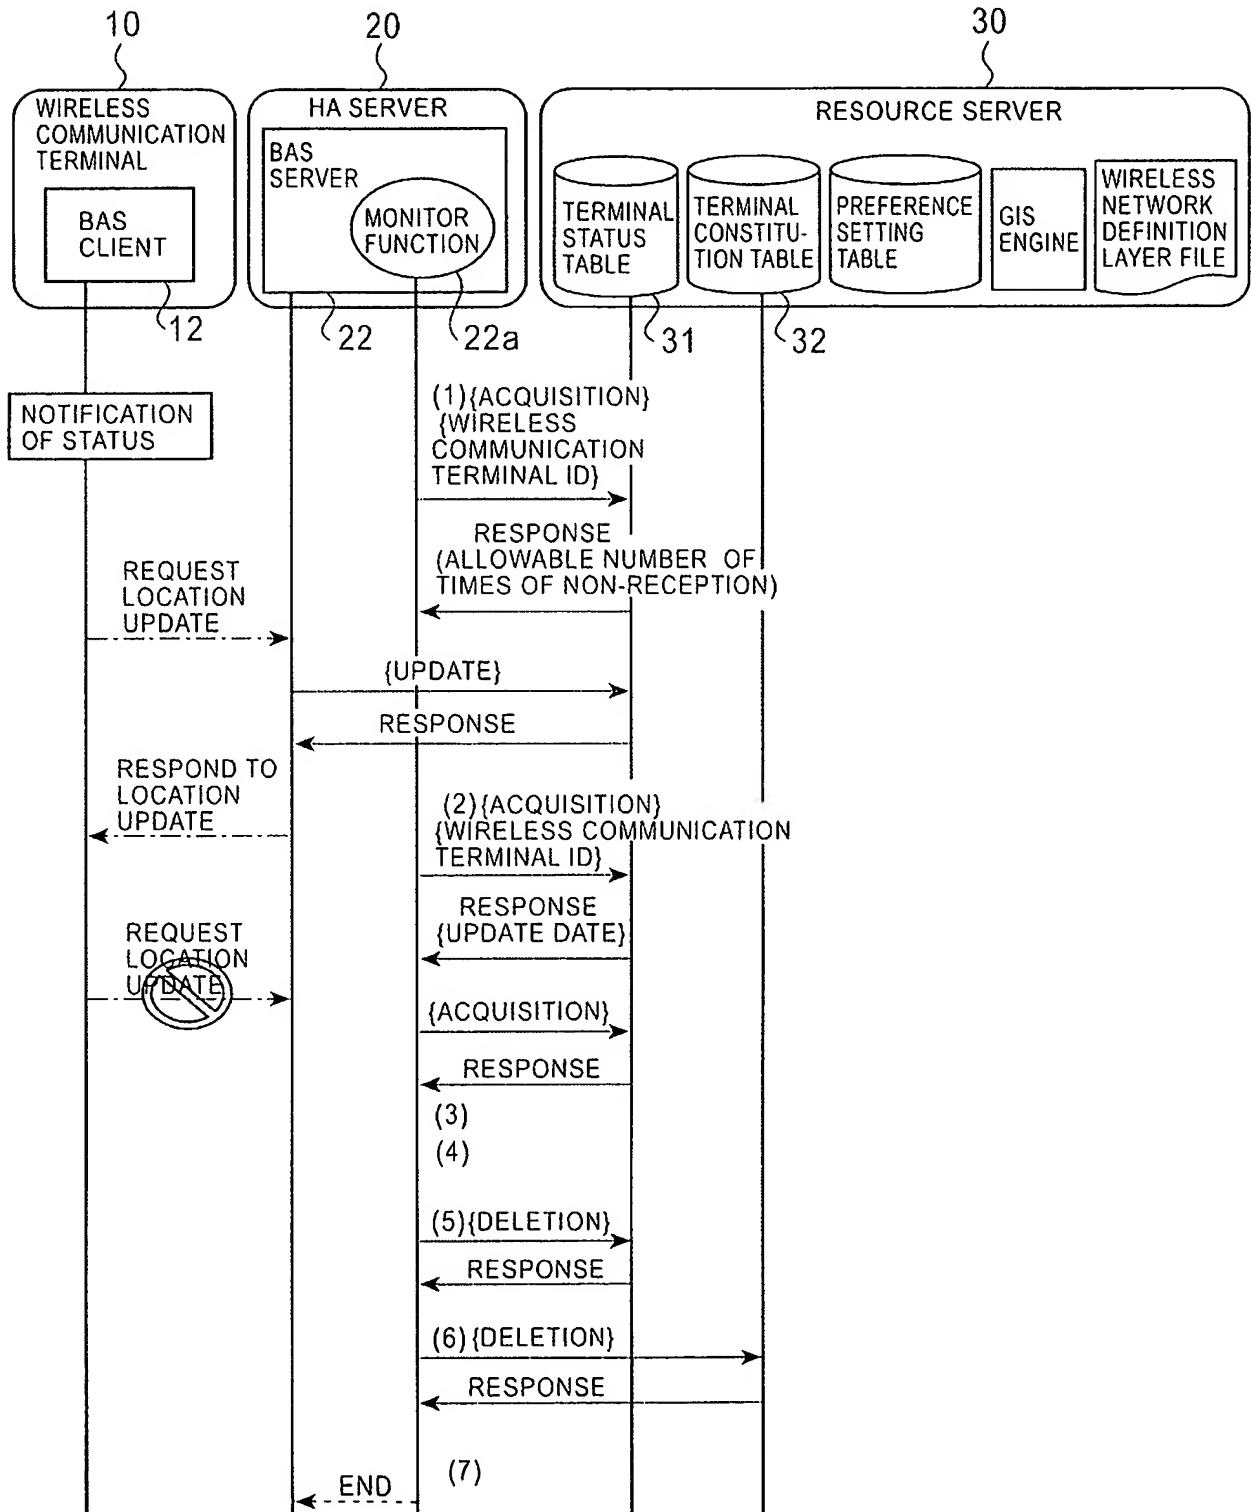 10
20
30
WIRELESS
COMMUNICATION
TERMINAL
BAS
CLIENT
12
HA SERVER
BAS
SERVER
MONITOR
FUNCTION
22
22a
RESOURCE SERVER
TERMINAL
STATUS
TABLE
31
TERMINAL
CONSTITU-
TION TABLE
32
PREFERENCE
SETTING
TABLE
GIS
ENGINE
WIRELESS
NETWORK
DEFINITION
LAYER FILE
NOTIFICATION
OF STATUS
(1){ACQUISITION}
{WIRELESS
COMMUNICATION
TERMINAL ID}
RESPONSE
(ALLOWABLE NUMBER OF
TIMES OF NON-RECEPTION)
REQUEST
LOCATION
UPDATE
{UPDATE}
RESPONSE
RESPOND TO
LOCATION
UPDATE
(2){ACQUISITION}
{WIRELESS COMMUNICATION
TERMINAL ID}
RESPONSE
{UPDATE DATE}
REQUEST
LOCATION
UPDATE
{ACQUISITION}
RESPONSE
(3)
(4)
(5){DELETION}
RESPONSE
(6){DELETION}
RESPONSE
(7)
END